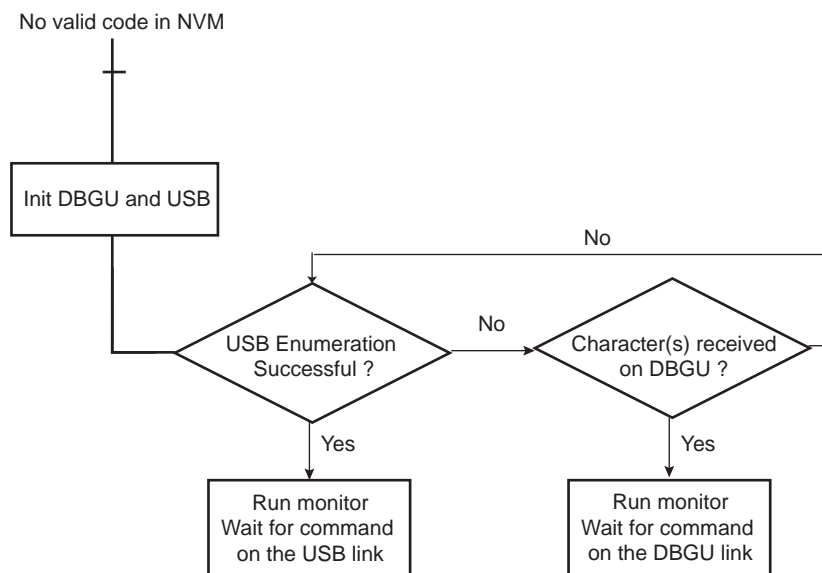 No valid code in NVM
Init DBGU and USB
No
USB Enumeration
Successful ?
No
Character(s) received
on DBGU ?
Yes
Yes
Run monitor
Wait for command
on the USB link
Run monitor
Wait for command
on the DBGU link